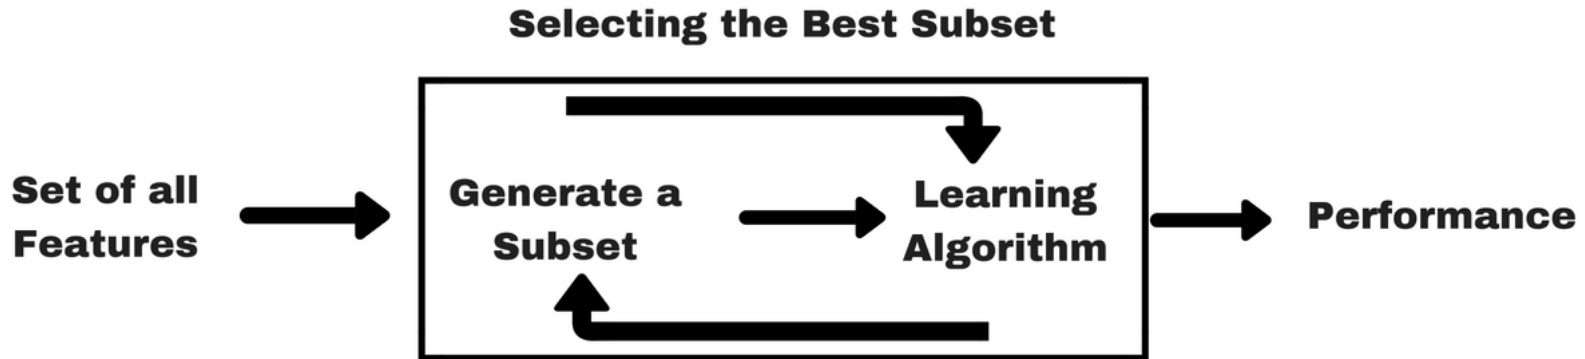 Selecting the Best Subset
Set of all
Features
Generate a
Subset
Learning
Algorithm
Performance